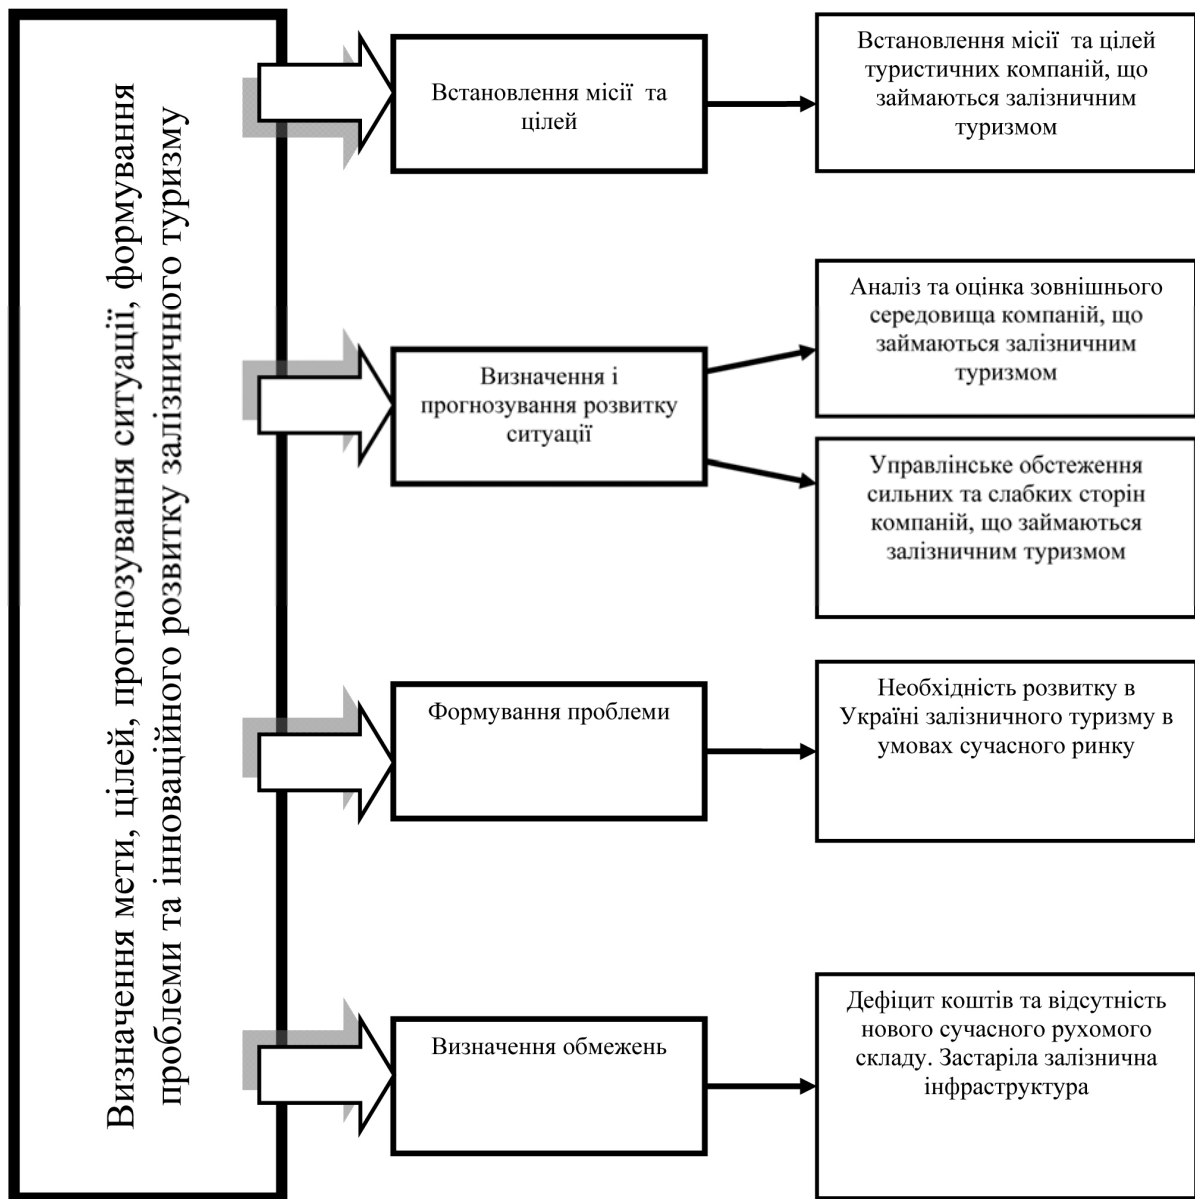 Визначення мети, цілей, прогнозування ситуації, формування
проблеми та інноваційного розвитку залізничного туризму
Встановлення місії та
цілей
Встановлення місії та цілей
туристичних компаній, що
займаються залізничним
туризмом
Визначення і
прогнозування розвитку
ситуації
Аналіз та оцінка зовнішнього
середовища компаній, що
займаються залізничним
туризмом
Управлінське обстеження
сильних та слабких сторін
компаній, що займаються
залізничним туризмом
Формування проблеми
Необхідність розвитку в
Україні залізничного туризму в
умовах сучасного ринку
Визначення обмежень
Дефіцит коштів та відсутність
нового сучасного рухомого
складу. Застаріла залізнична
інфраструктура